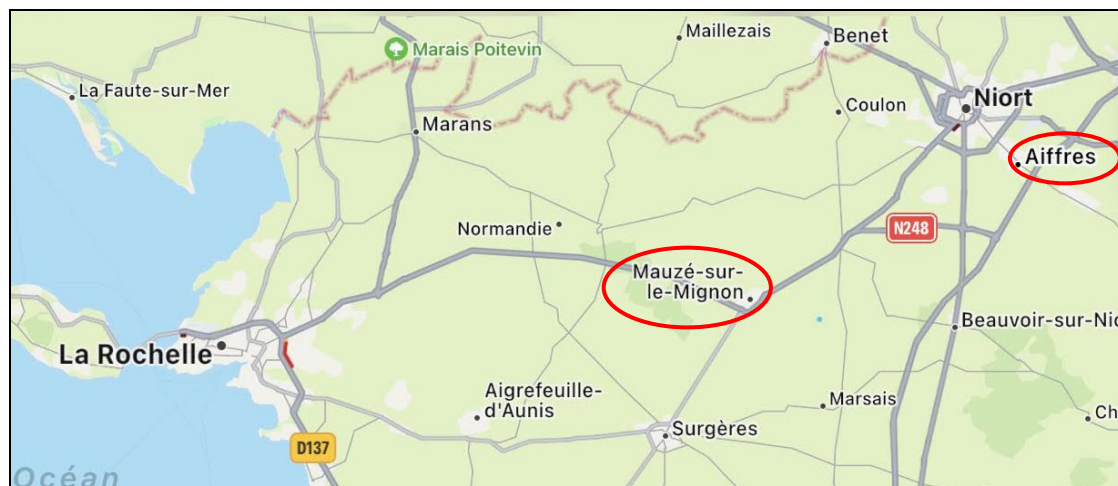 Maillezais
Benet
Marais Poitevin
La Faute-sur-Mer
Niort
Coulon
Marans
Aiffres
Normandie
N248
Mauzé-sur-
le-Mignon
Beauvoir-sur-Nio
La Rochelle
Aigrefeuille-
d'Aunis
Marsais
Ch
Surgères
D137
Océan